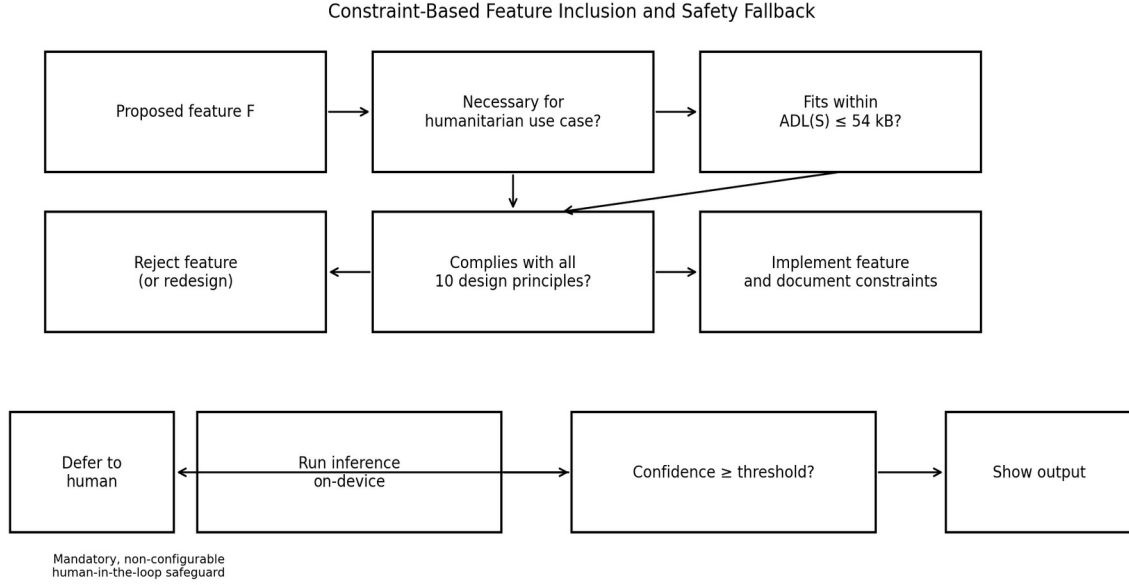 Constraint-Based Feature Inclusion and Safety Fallback
Proposed feature F
Necessary for
humanitarian use case?
Fits within
ADL(S) ≤ 54 kB?
Reject feature
(or redesign)
Complies with all
10 design principles?
Implement feature
and document constraints
Defer to
human
Run inference
on-device
Confidence ≥ threshold?
Show output
Mandatory, non-configurable
human-in-the-loop safeguard